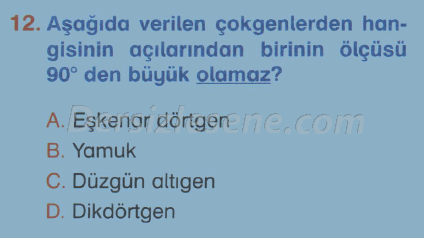 12. Aşağıda verilen çokgenlerden han-
gisinin açılarından birinin ölçüsü
90° den büyük olamaz?
A. Eşkenar dörtgen
B. Yamuk
C. Düzgün altıgen
D. Dikdörtgen